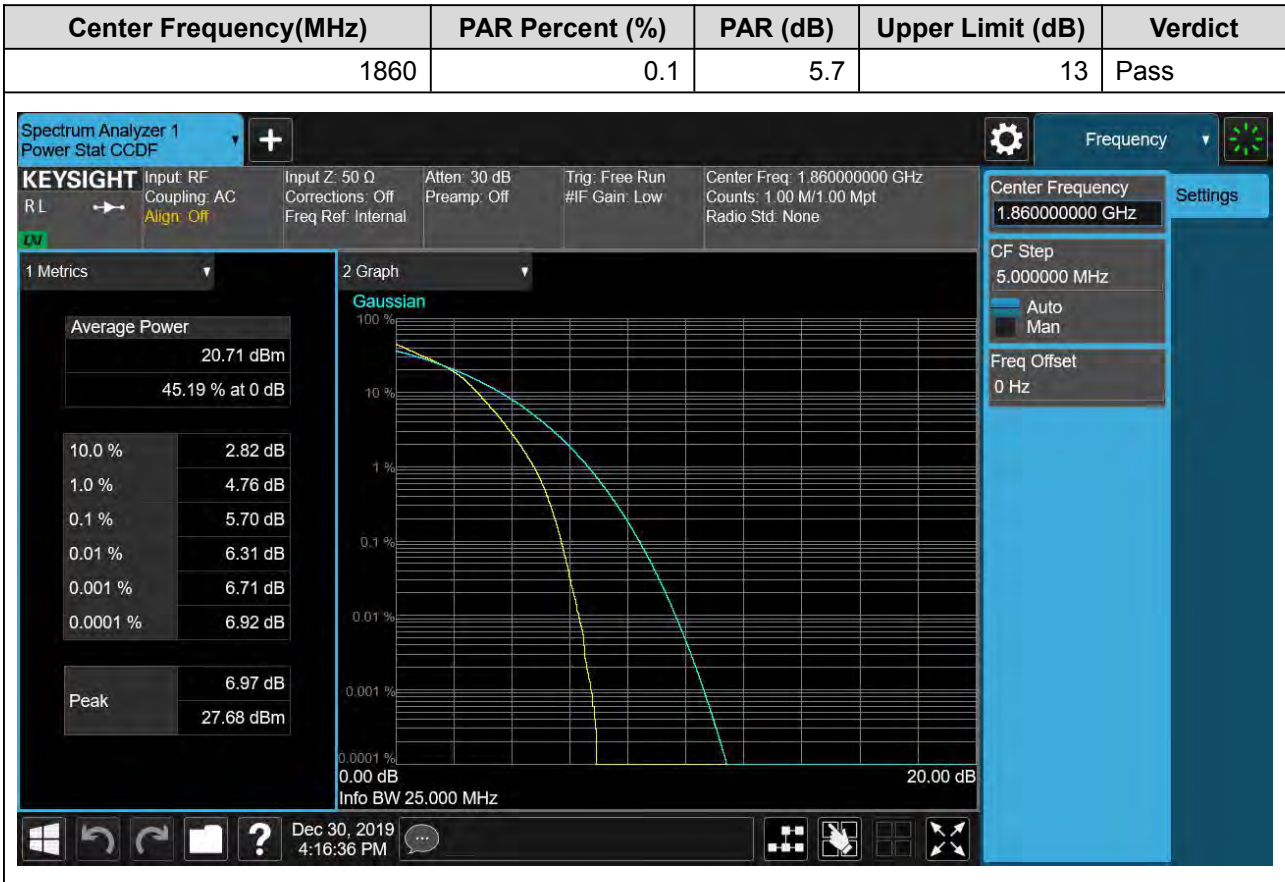 Center Frequency(MHz) PAR Percent (%) PAR (dB) Upper Limit (dB) Verdict
1860 0.1 5.7 13 Pass
Spectrum Analyzer 1
Power Stat CCDF
Frequency
KEYSIGHT
R L
LXI
Input: RF
Coupling: AC
Align: Off
Input Z: 50 Ω
Corrections: Off
Freq Ref: Internal
Atten: 30 dB
Preamp: Off
Trig: Free Run
#IF Gain: Low
Center Freq: 1.860000000 GHz
Counts: 1.00 M/1.00 Mpt
Radio Std: None
Center Frequency
1.860000000 GHz
Settings
CF Step
5.000000 MHz
Auto
Man
Freq Offset
0 Hz
1 Metrics
Average Power
20.71 dBm
45.19 % at 0 dB
10.0 % 2.82 dB
1.0 % 4.76 dB
0.1 % 5.70 dB
0.01 % 6.31 dB
0.001 % 6.71 dB
0.0001 % 6.92 dB
Peak
6.97 dB
27.68 dBm
2 Graph
Gaussian
100 %
10 %
1 %
0.1 %
0.01 %
0.001 %
0.0001 %
0.00 dB 20.00 dB
Info BW 25.000 MHz
?
Dec 30, 2019
4:16:36 PM